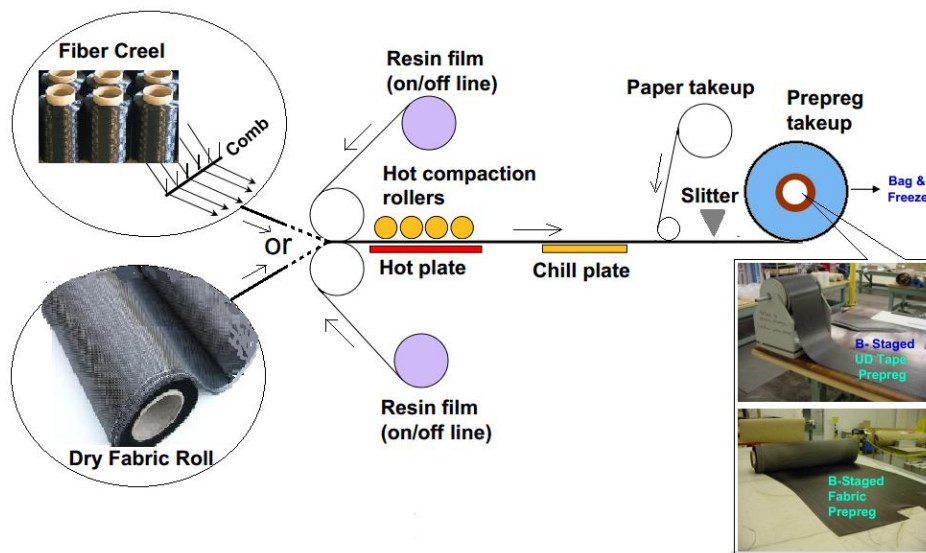 Fiber Creel
Comb
or
Dry Fabric Roll
Resin film
(on/off line)
Hot compaction
rollers
Hot plate
Resin film
(on/off line)
Chill plate
Paper takeup
Slitter
Prepreg
takeup
Bag &
Freeze
B- Staged
UD Tape
Prepreg
B-Staged
Fabric
Prepreg